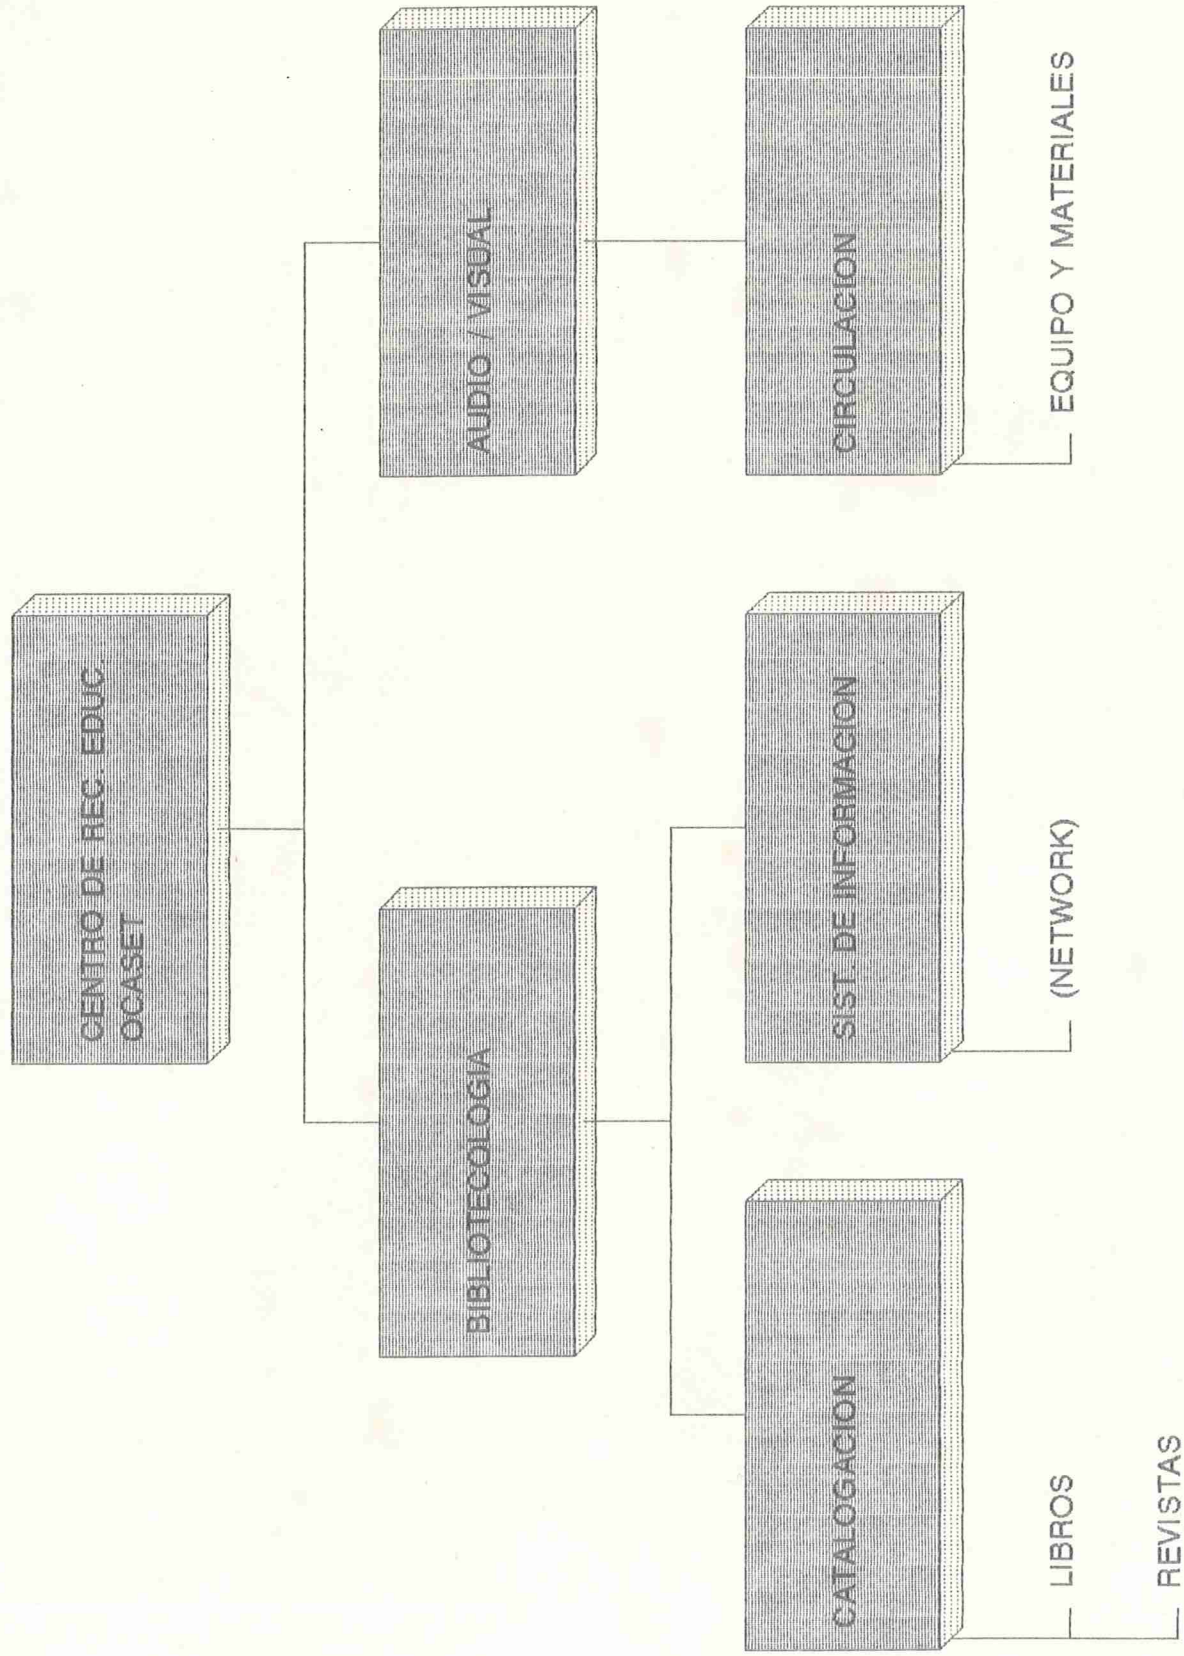 CENTRO DE REC. EDUC.
OCASET
BIBLIOTECOLOGIA
AUDIO / VISUAL
CATALOGACION
SIST. DE INFORMACION
CIRCULACION
LIBROS
REVISTAS
(NETWORK)
EQUIPO Y MATERIALES